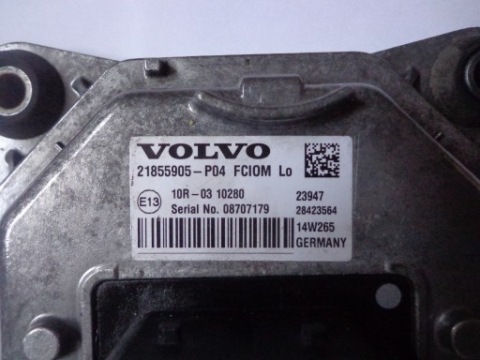 VOLVO
21855905-P04 FCIOM Lo
E13 10R-03 10280 23947
Serial No. 08707179 28423564
14W265
GERMANY